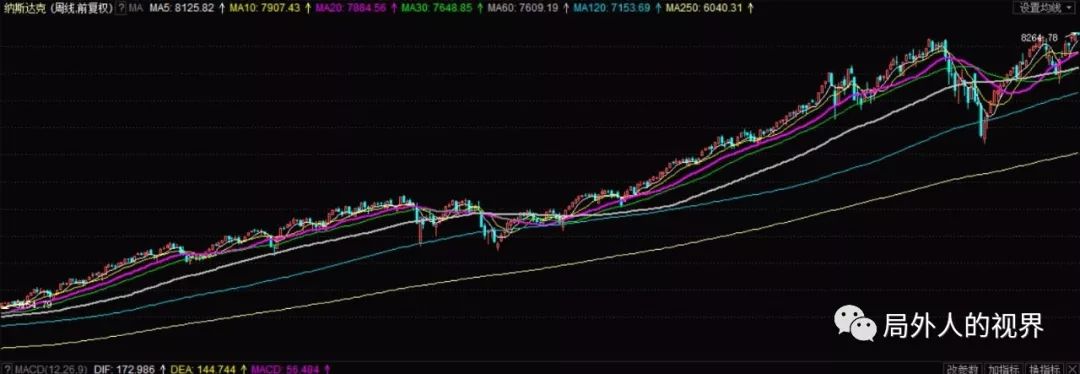 纳斯达克 (周线,前复权) ? MA MA5: 8125.82 ↑ MA10: 7907.43 ↑ MA20: 7884.56 ↑ MA30: 7648.85 ↑ MA60: 7609.19 ↑ MA120: 7153.69 ↑ MA250: 6040.31 ↑ 设置均线
8264.78
局外人的视界
? MACD(12,26,9) DIF: 172.986 ↑ DEA: 144.744 ↑ MACD: 56.484 ↑ 改参数 加指标 换指标